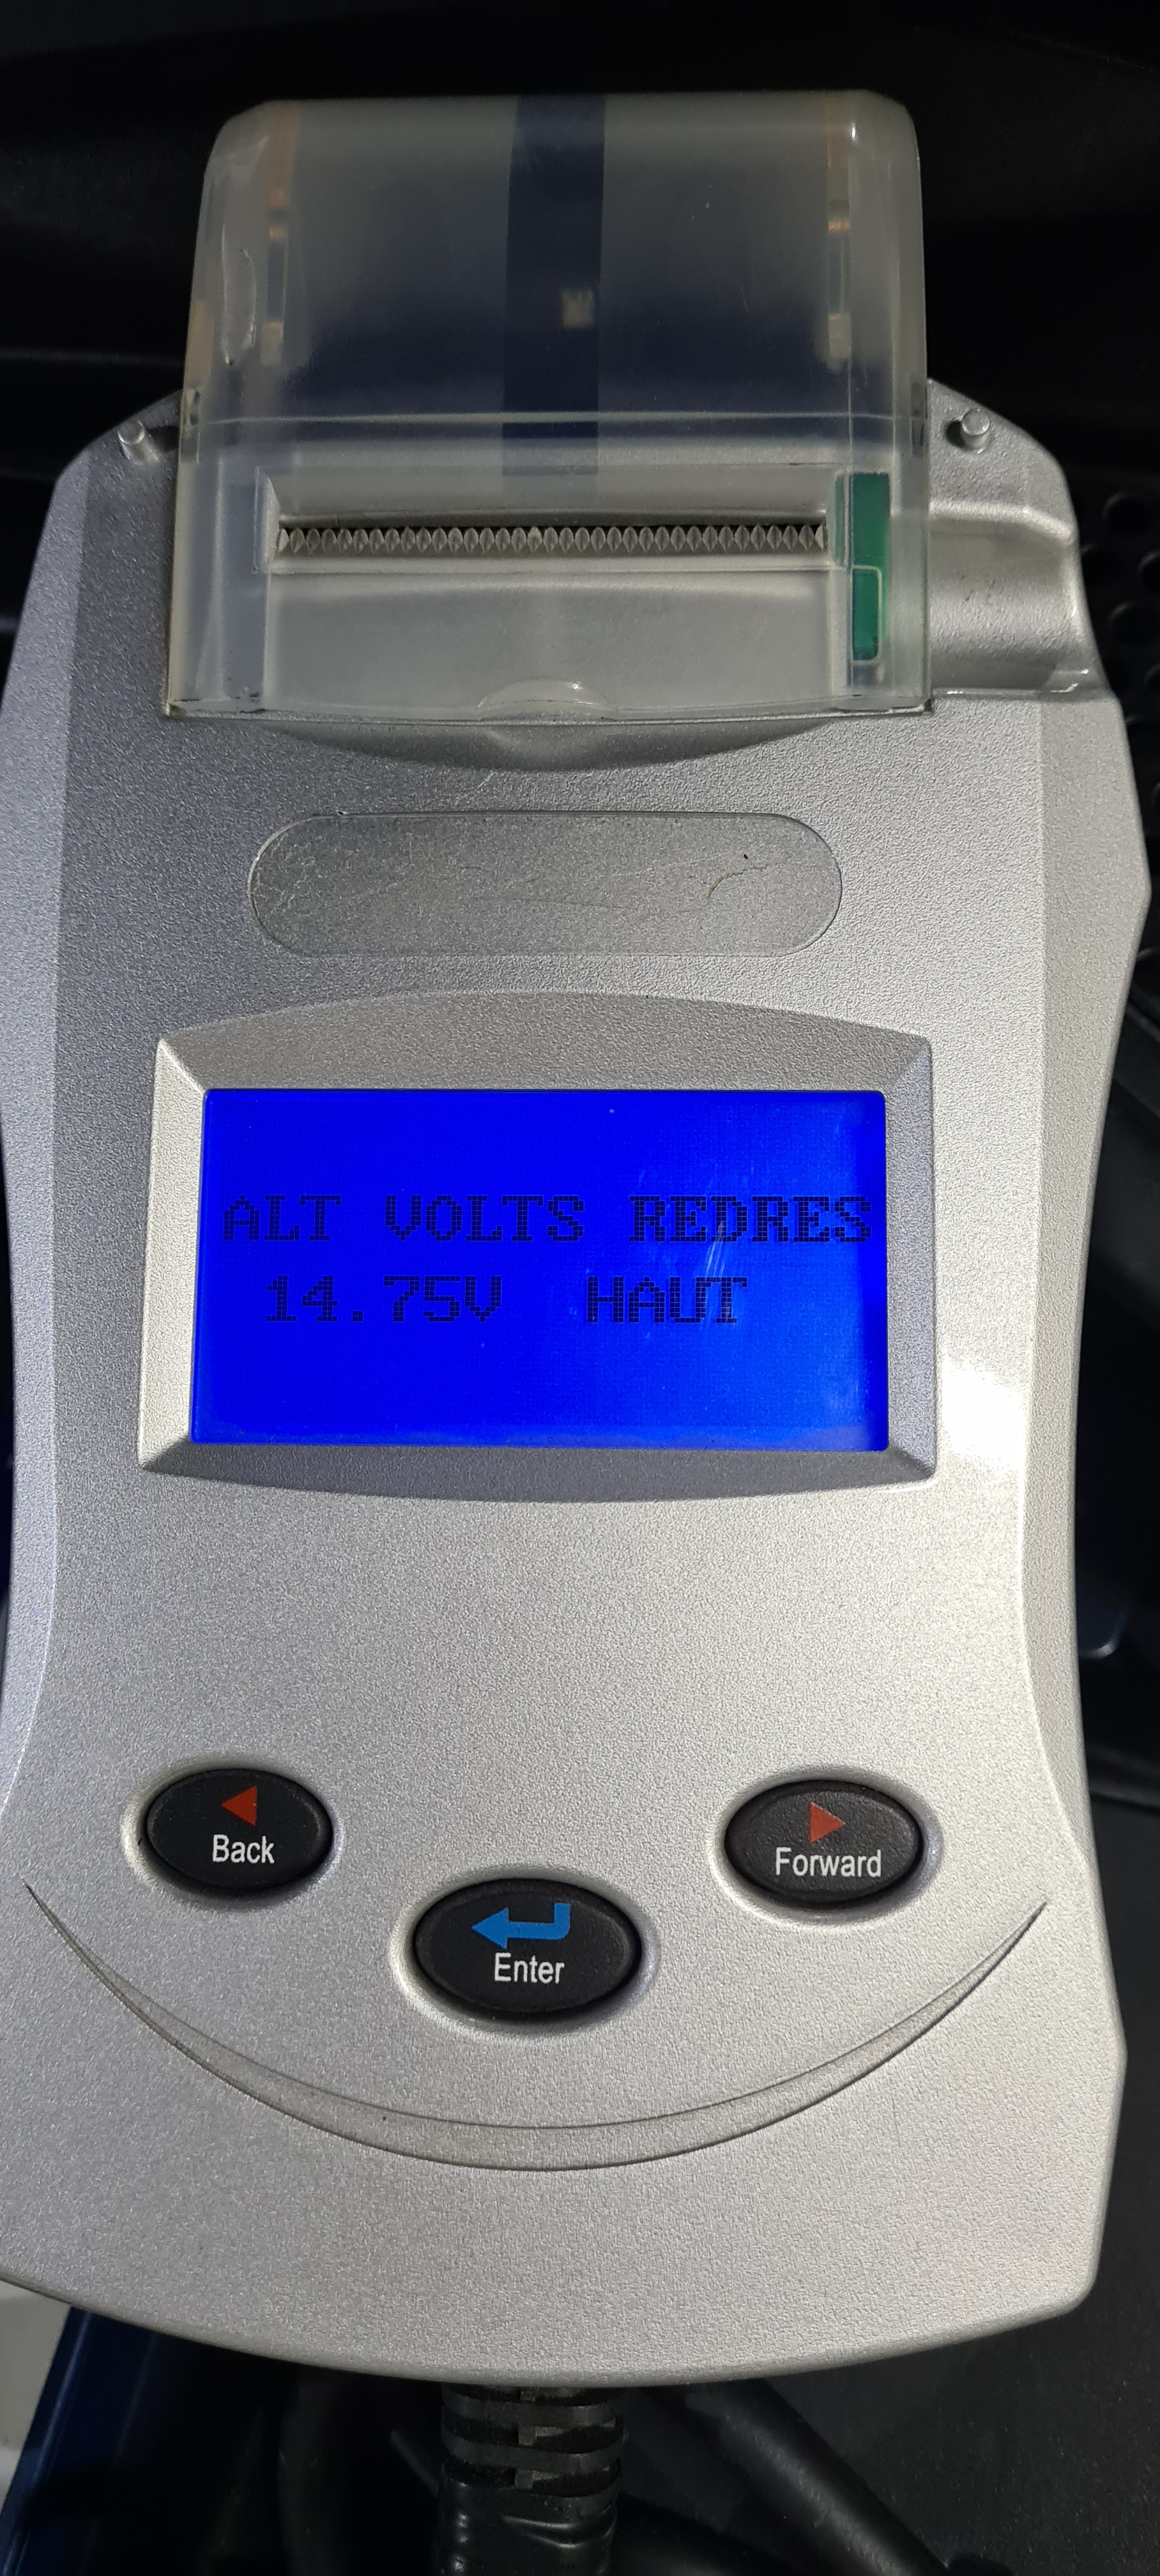 ALT VOLTS REDRES
14.75V HAUT
Back
Forward
Enter